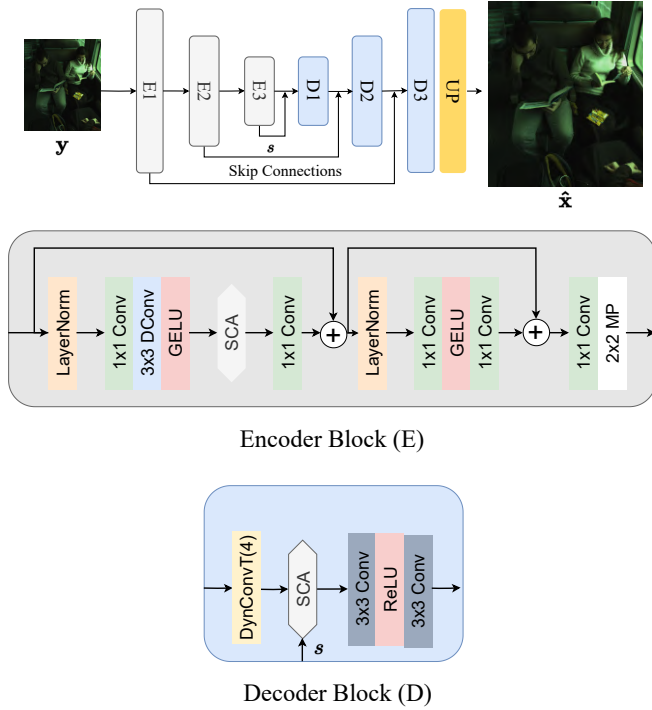 E1
E2
E3
D1
D2
D3
UP
s
Skip Connections
y
x̂
LayerNorm
1x1 Conv
3x3 DConv
GELU
SCA
1x1 Conv
+
LayerNorm
1x1 Conv
GELU
1x1 Conv
+
1x1 Conv
2x2 MP
Encoder Block (E)
DynConvT(4)
SCA
3x3 Conv
ReLU
3x3 Conv
s
Decoder Block (D)